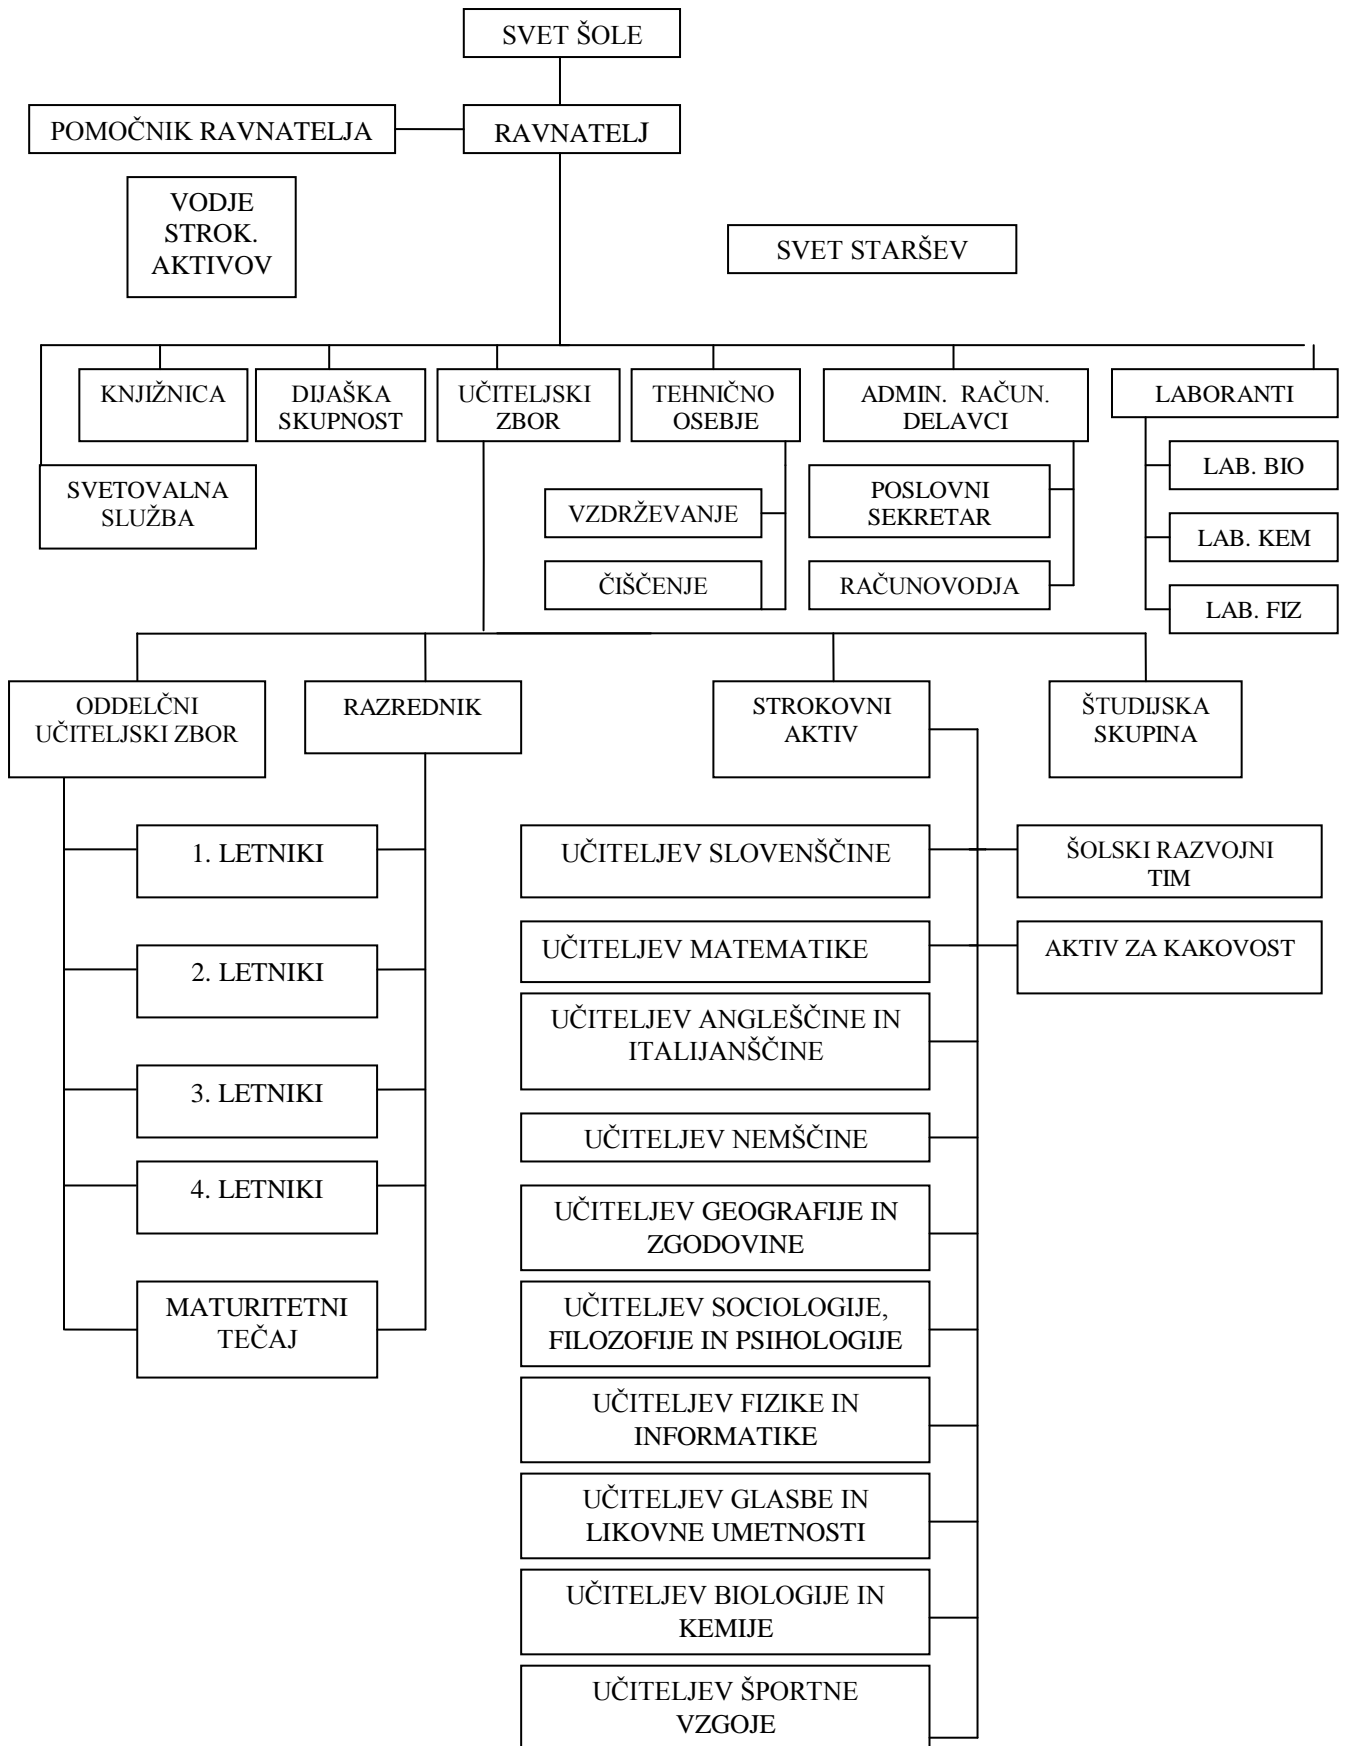 SVET ŠOLE
POMOČNIK RAVNATELJA
RAVNATELJ
VODJE
STROK.
AKTIVOV
SVET STARŠEV
KNJIŽNICA
DIJAŠKA
SKUPNOST
UČITELJSKI
ZBOR
TEHNIČNO
OSEBJE
ADMIN. RAČUN.
DELAVCI
LABORANTI
SVETOVALNA
SLUŽBA
VZDRŽEVANJE
ČIŠČENJE
POSLOVNI
SEKRETAR
RAČUNOVODJA
LAB. BIO
LAB. KEM
LAB. FIZ
ODDELČNI
UČITELJSKI ZBOR
RAZREDNIK
STROKOVNI
AKTIV
ŠTUDIJSKA
SKUPINA
1. LETNIKI
2. LETNIKI
3. LETNIKI
4. LETNIKI
MATURITETNI
TEČAJ
UČITELJEV SLOVENŠČINE
UČITELJEV MATEMATIKE
UČITELJEV ANGLEŠČINE IN
ITALIJANŠČINE
UČITELJEV NEMŠČINE
UČITELJEV GEOGRAFIJE IN
ZGODOVINE
UČITELJEV SOCIOLOGIJE,
FILOZOFIJE IN PSIHOLOGIJE
UČITELJEV FIZIKE IN
INFORMATIKE
UČITELJEV GLASBE IN
LIKOVNE UMETNOSTI
UČITELJEV BIOLOGIJE IN
KEMIJE
UČITELJEV ŠPORTNE
VZGOJE
ŠOLSKI RAZVOJNI
TIM
AKTIV ZA KAKOVOST